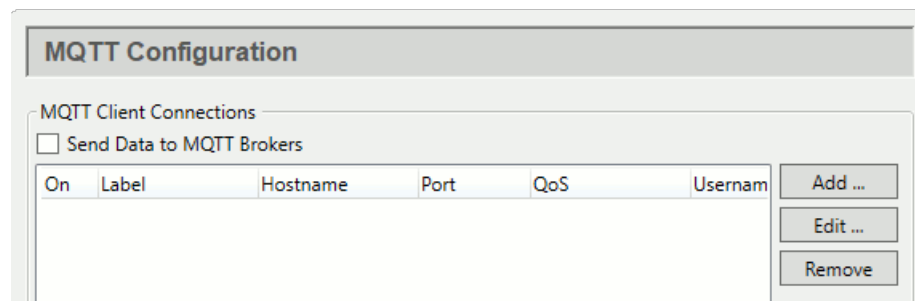 MQTT Configuration
MQTT Client Connections
Send Data to MQTT Brokers
On Label Hostname Port QoS Usernam
Add ...
Edit ...
Remove